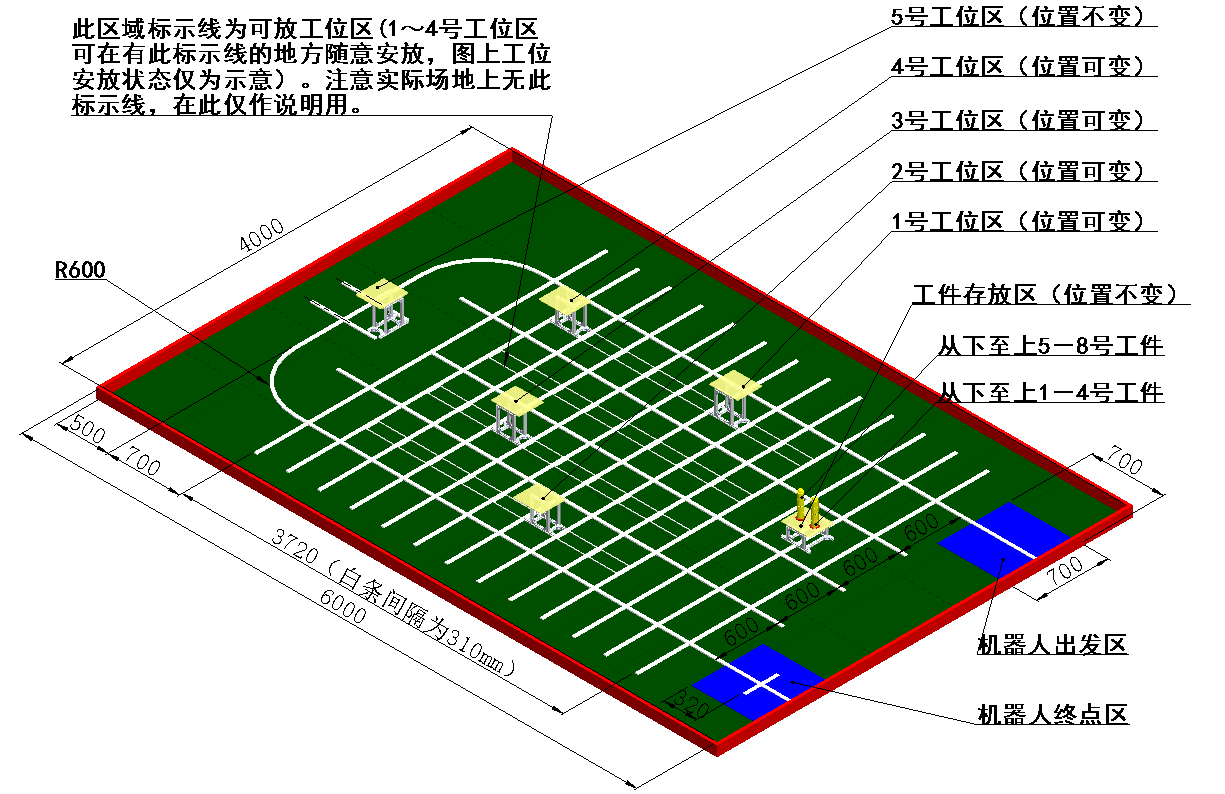 此区域标示线为可放工位区(1～4号工位区
可在有此标示线的地方随意安放，图上工位
安放状态仅为示意）。注意实际场地上无此
标示线，在此仅作说明用。
5号工位区（位置不变）
4号工位区（位置可变）
3号工位区（位置可变）
2号工位区（位置可变）
1号工位区（位置可变）
工件存放区（位置不变）
从下至上5－8号工件
从下至上1－4号工件
4000
R600
500
700
3720（白条间隔为310mm）
6000
700
600
600
600
600
700
320
机器人出发区
机器人终点区